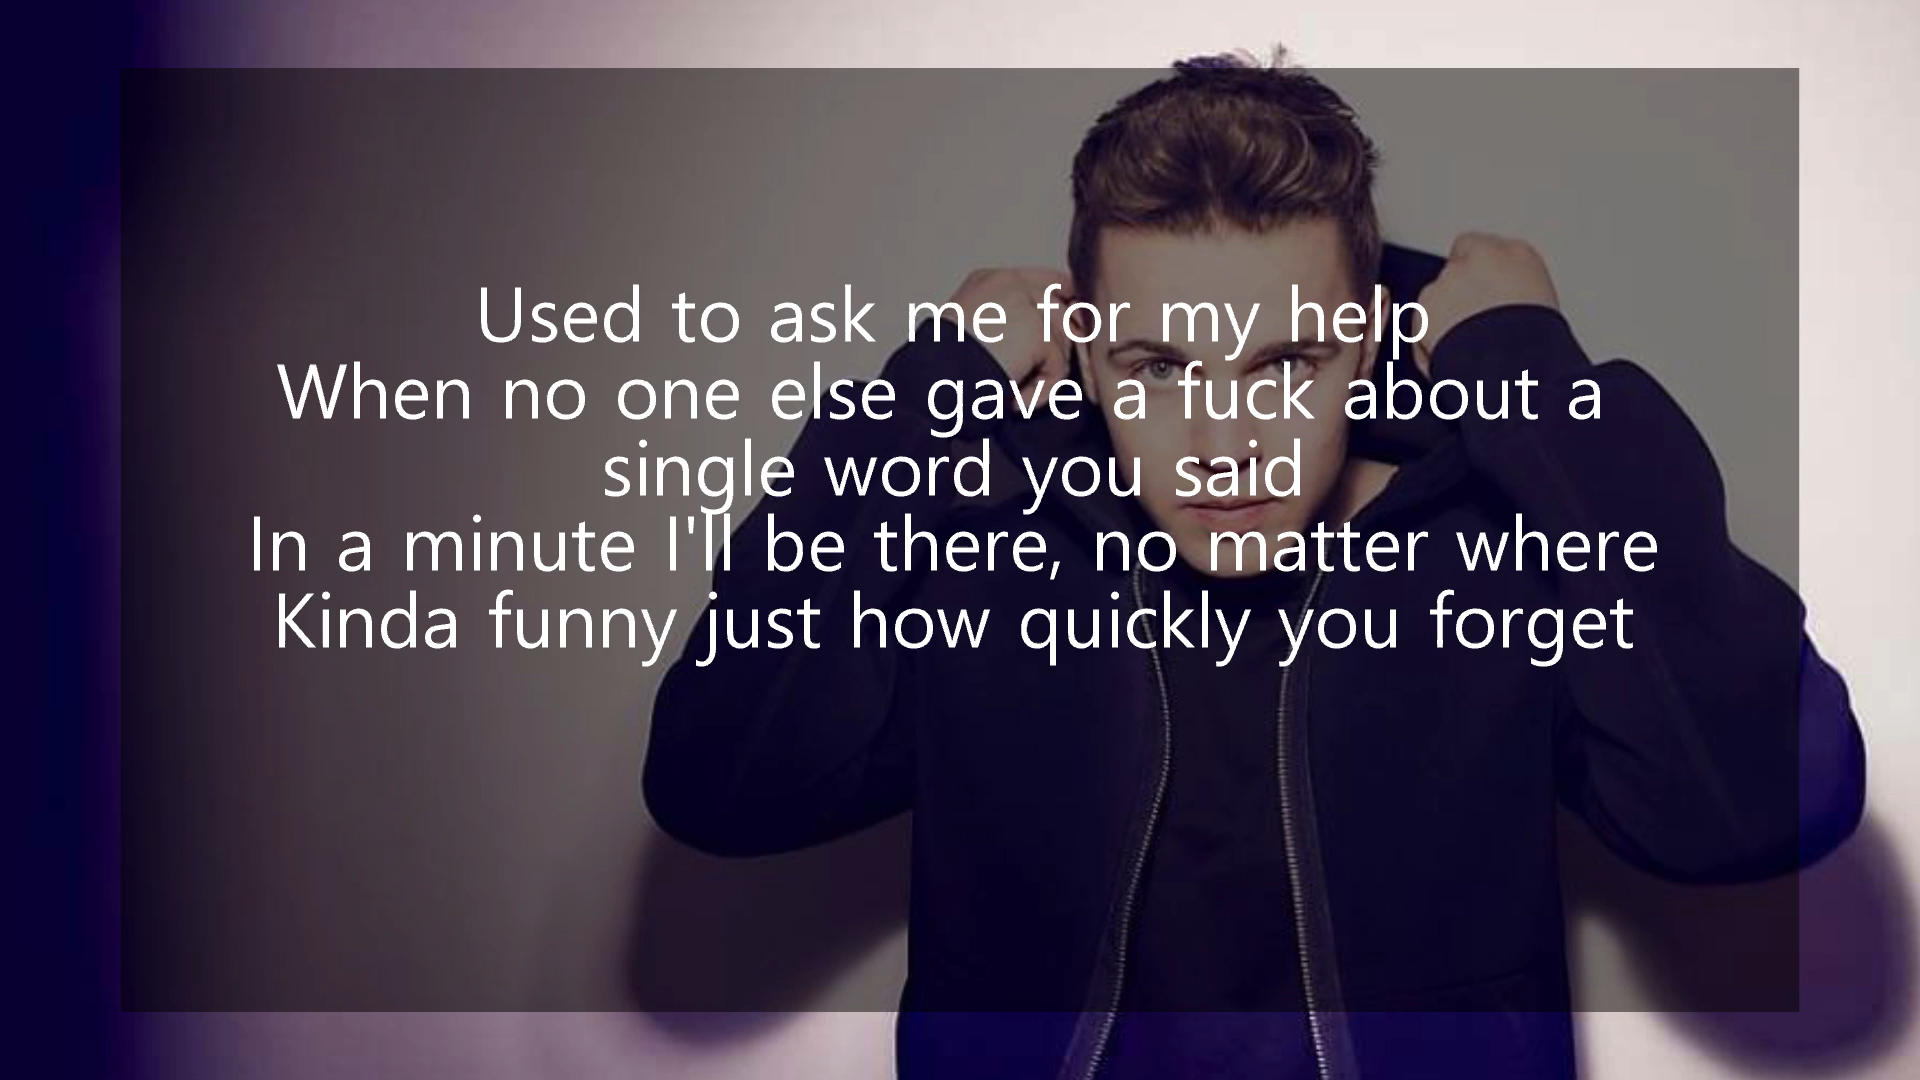 Used to ask me for my help
When no one else gave a fuck about a
single word you said
In a minute I'll be there, no matter where
Kinda funny just how quickly you forget